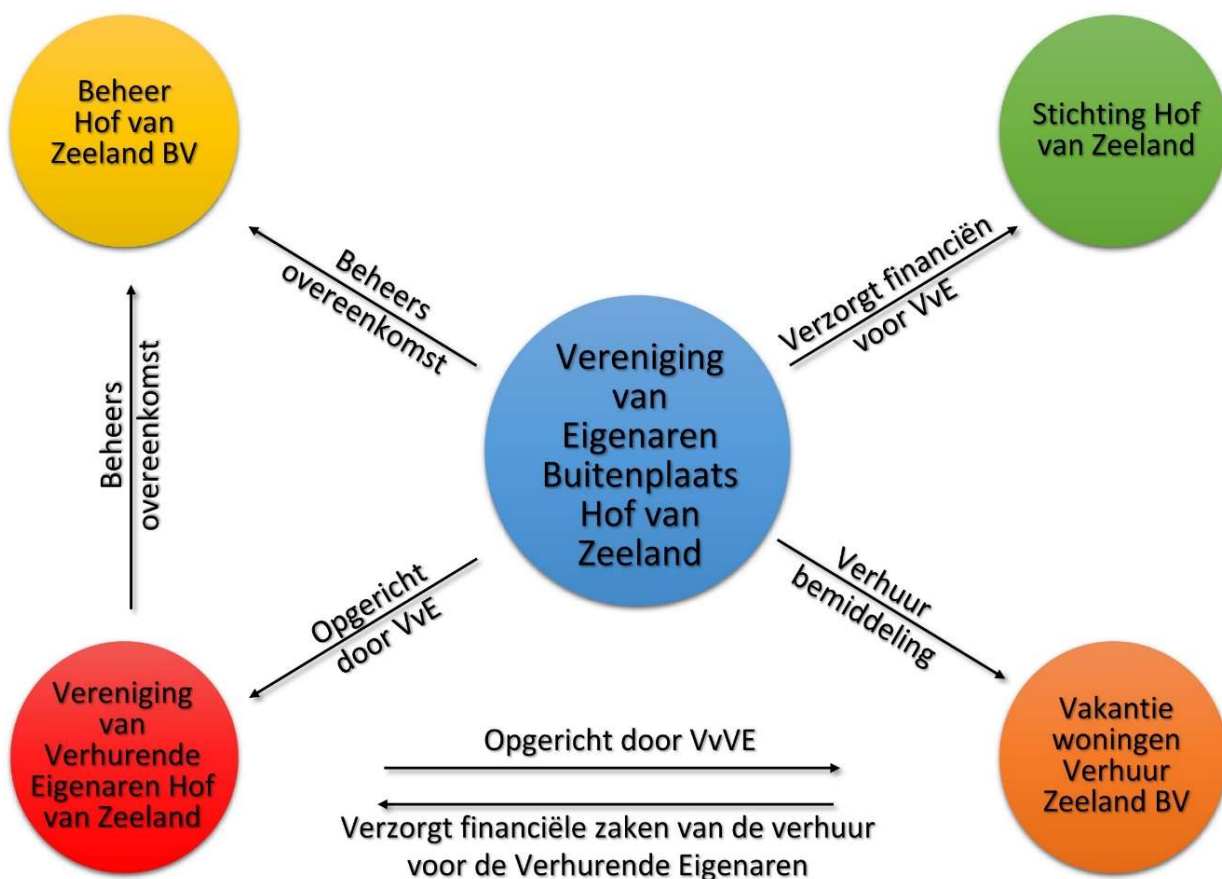 Beheer
Hof van
Zeeland BV
Stichting Hof
van Zeeland
Beheers
overeenkomst
Verzorgt financiën
voor VvE
Beheers
overeenkomst
Vereniging
van
Eigenaren
Buitenplaats
Hof van
Zeeland
Opgericht
door VvE
Verhuur
bemiddeling
Vereniging
van
Verhurende
Eigenaren Hof
van Zeeland
Opgericht door VvVE
Verzorgt financiële zaken van de verhuur
voor de Verhurende Eigenaren
Vakantie
woningen
Verhuur
Zeeland BV